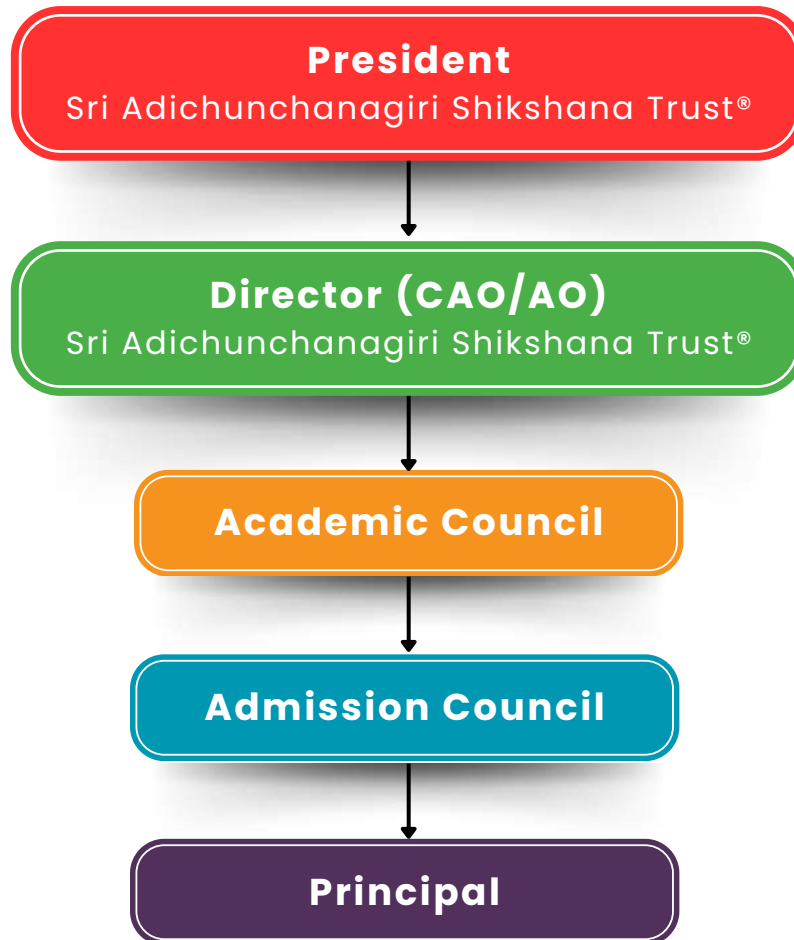 President
Sri Adichunchanagiri Shikshana Trust®
Director (CAO/AO)
Sri Adichunchanagiri Shikshana Trust®
Academic Council
Admission Council
Principal